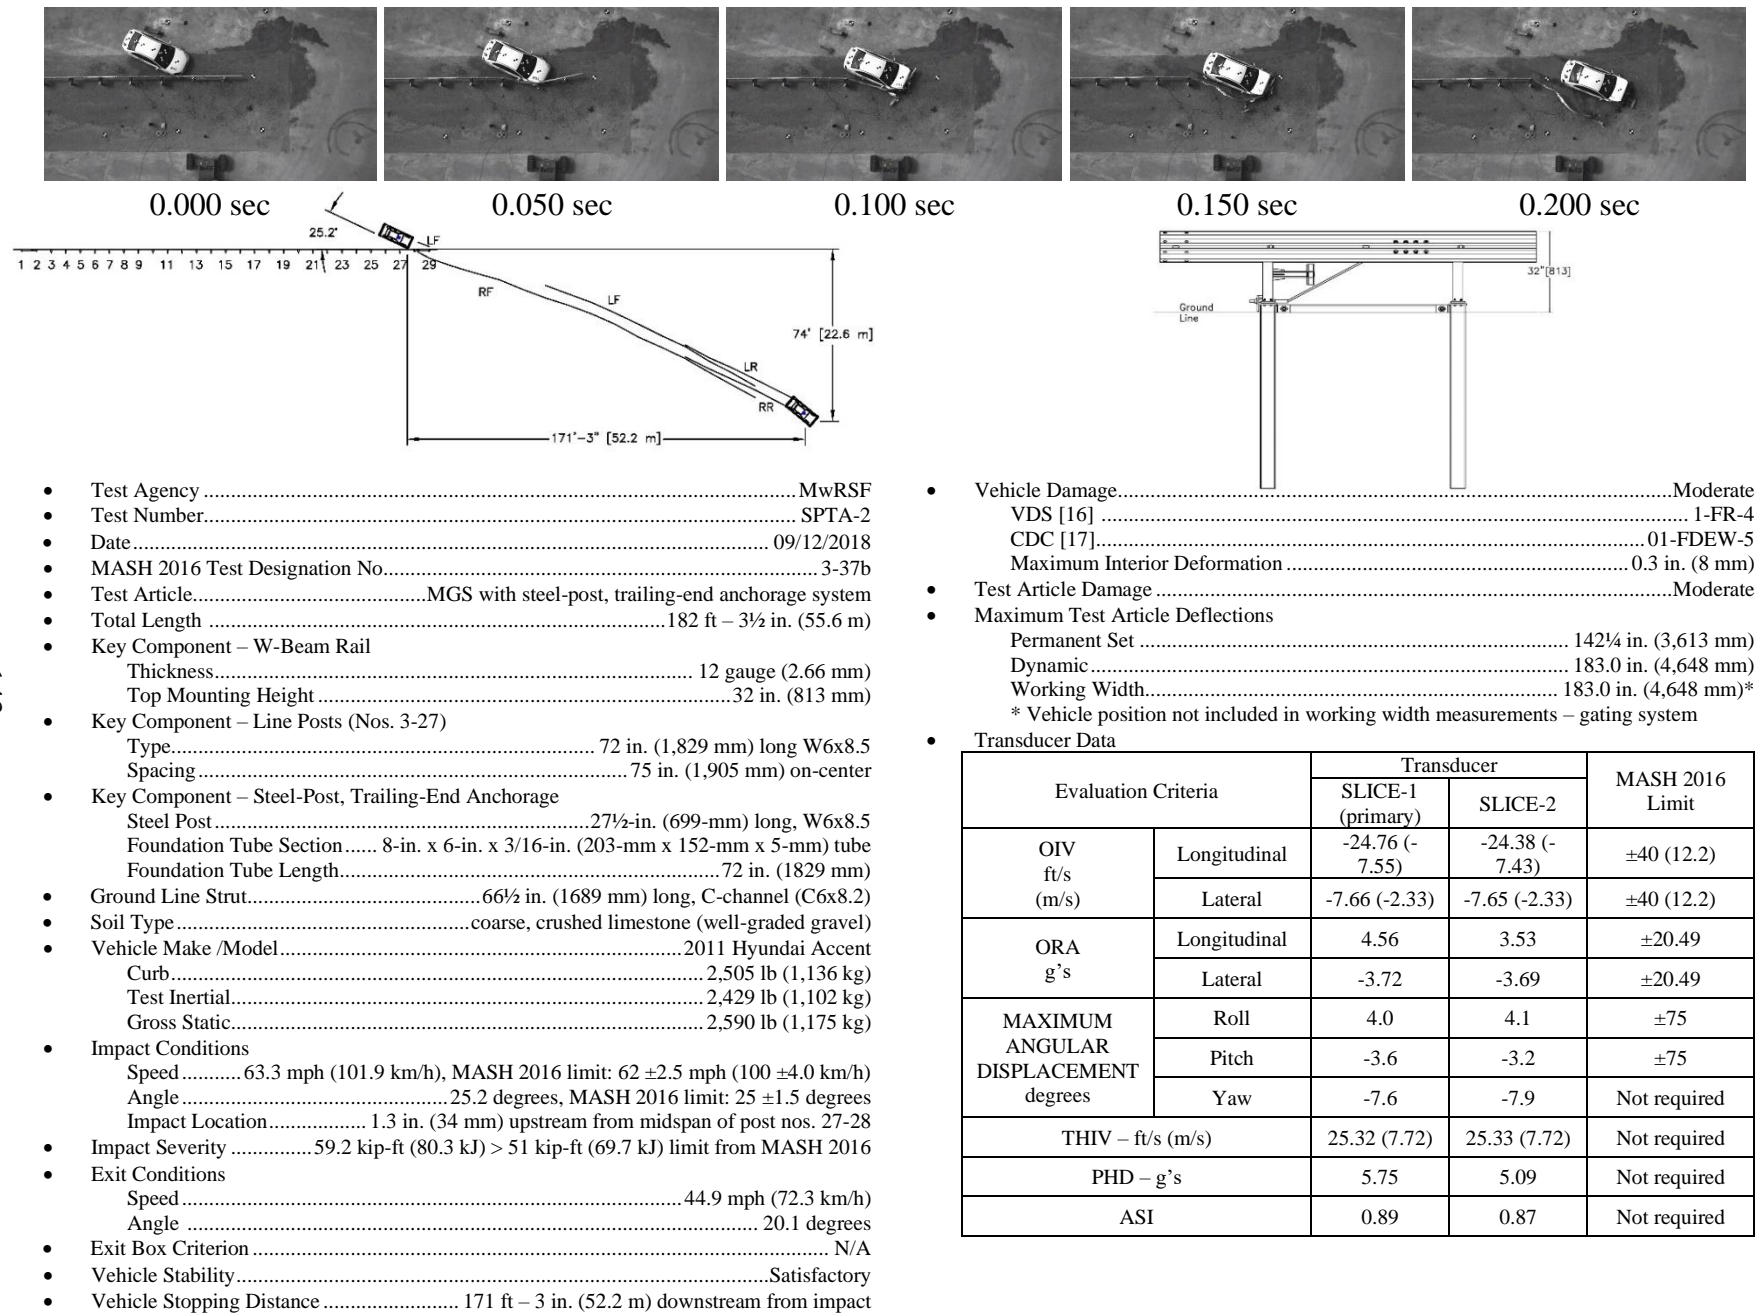 0.000 sec 0.050 sec 0.100 sec 0.150 sec 0.200 sec
25.2°
LF
1 2 3 4 5 6 7 8 9 11 13 15 17 19 21 23 25 27 29
RF
LF
74' [22.6 m]
LR
RR
171'-3" [52.2 m]
32"[813]
Ground
Line
• Test Agency ... MwRSF
• Test Number ... SPTA-2
• Date ... 09/12/2018
• MASH 2016 Test Designation No. ... 3-37b
• Test Article ... MGS with steel-post, trailing-end anchorage system
• Total Length ... 182 ft – 3½ in. (55.6 m)
• Key Component – W-Beam Rail
Thickness ... 12 gauge (2.66 mm)
Top Mounting Height ... 32 in. (813 mm)
• Key Component – Line Posts (Nos. 3-27)
Type ... 72 in. (1,829 mm) long W6x8.5
Spacing ... 75 in. (1,905 mm) on-center
• Key Component – Steel-Post, Trailing-End Anchorage
Steel Post ... 27½-in. (699-mm) long, W6x8.5
Foundation Tube Section ... 8-in. x 6-in. x 3/16-in. (203-mm x 152-mm x 5-mm) tube
Foundation Tube Length ... 72 in. (1829 mm)
• Ground Line Strut ... 66½ in. (1689 mm) long, C-channel (C6x8.2)
• Soil Type ... coarse, crushed limestone (well-graded gravel)
• Vehicle Make /Model ... 2011 Hyundai Accent
Curb ... 2,505 lb (1,136 kg)
Test Inertial ... 2,429 lb (1,102 kg)
Gross Static ... 2,590 lb (1,175 kg)
• Impact Conditions
Speed ... 63.3 mph (101.9 km/h), MASH 2016 limit: 62 ±2.5 mph (100 ±4.0 km/h)
Angle ... 25.2 degrees, MASH 2016 limit: 25 ±1.5 degrees
Impact Location ... 1.3 in. (34 mm) upstream from midspan of post nos. 27-28
• Impact Severity ... 59.2 kip-ft (80.3 kJ) > 51 kip-ft (69.7 kJ) limit from MASH 2016
• Exit Conditions
Speed ... 44.9 mph (72.3 km/h)
Angle ... 20.1 degrees
• Exit Box Criterion ... N/A
• Vehicle Stability ... Satisfactory
• Vehicle Stopping Distance ... 171 ft – 3 in. (52.2 m) downstream from impact
• Vehicle Damage ... Moderate
VDS [16] ... 1-FR-4
CDC [17] ... 01-FDEW-5
Maximum Interior Deformation ... 0.3 in. (8 mm)
• Test Article Damage ... Moderate
• Maximum Test Article Deflections
Permanent Set ... 142¼ in. (3,613 mm)
Dynamic ... 183.0 in. (4,648 mm)
Working Width ... 183.0 in. (4,648 mm)*
* Vehicle position not included in working width measurements – gating system
• Transducer Data
Evaluation Criteria Transducer MASH 2016 Limit
SLICE-1 (primary) SLICE-2
OIV ft/s (m/s) Longitudinal -24.76 (-7.55) -24.38 (-7.43) ±40 (12.2)
Lateral -7.66 (-2.33) -7.65 (-2.33) ±40 (12.2)
ORA g's Longitudinal 4.56 3.53 ±20.49
Lateral -3.72 -3.69 ±20.49
MAXIMUM ANGULAR DISPLACEMENT degrees Roll 4.0 4.1 ±75
Pitch -3.6 -3.2 ±75
Yaw -7.6 -7.9 Not required
THIV – ft/s (m/s) 25.32 (7.72) 25.33 (7.72) Not required
PHD – g's 5.75 5.09 Not required
ASI 0.89 0.87 Not required